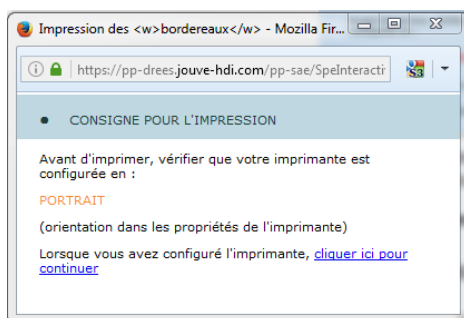 Impression des <w>bordereaux</w> - Mozilla Fir...
https://pp-drees.jouve-hdi.com/pp-sae/SpeInteractif
S3
• CONSIGNE POUR L'IMPRESSION
Avant d'imprimer, vérifier que votre imprimante est
configurée en :
PORTRAIT
(orientation dans les propriétés de l'imprimante)
Lorsque vous avez configuré l'imprimante, cliquer ici pour
continuer